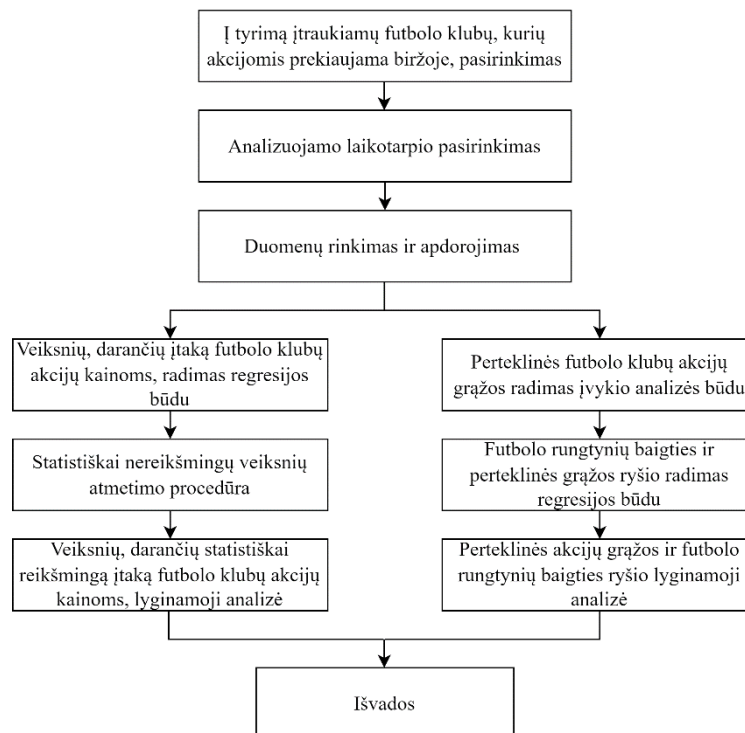 Į tyrimą įtraukiamų futbolo klubų, kurių
akcijomis prekiaujama biržoje, pasirinkimas
Analizuojamo laikotarpio pasirinkimas
Duomenų rinkimas ir apdorojimas
Veiksnių, darančių įtaką futbolo klubų
akcijų kainoms, radimas regresijos
būdu
Statistiškai nereikšmingų veiksnių
atmetimo procedūra
Veiksnių, darančių statistiškai
reikšmingą įtaką futbolo klubų akcijų
kainoms, lyginamoji analizė
Perteklinės futbolo klubų akcijų
grąžos radimas įvykio analizės būdu
Futbolo rungtynių baigties ir
perteklinės grąžos ryšio radimas
regresijos būdu
Perteklinės akcijų grąžos ir futbolo
rungtynių baigties ryšio lyginamoji
analizė
Išvados